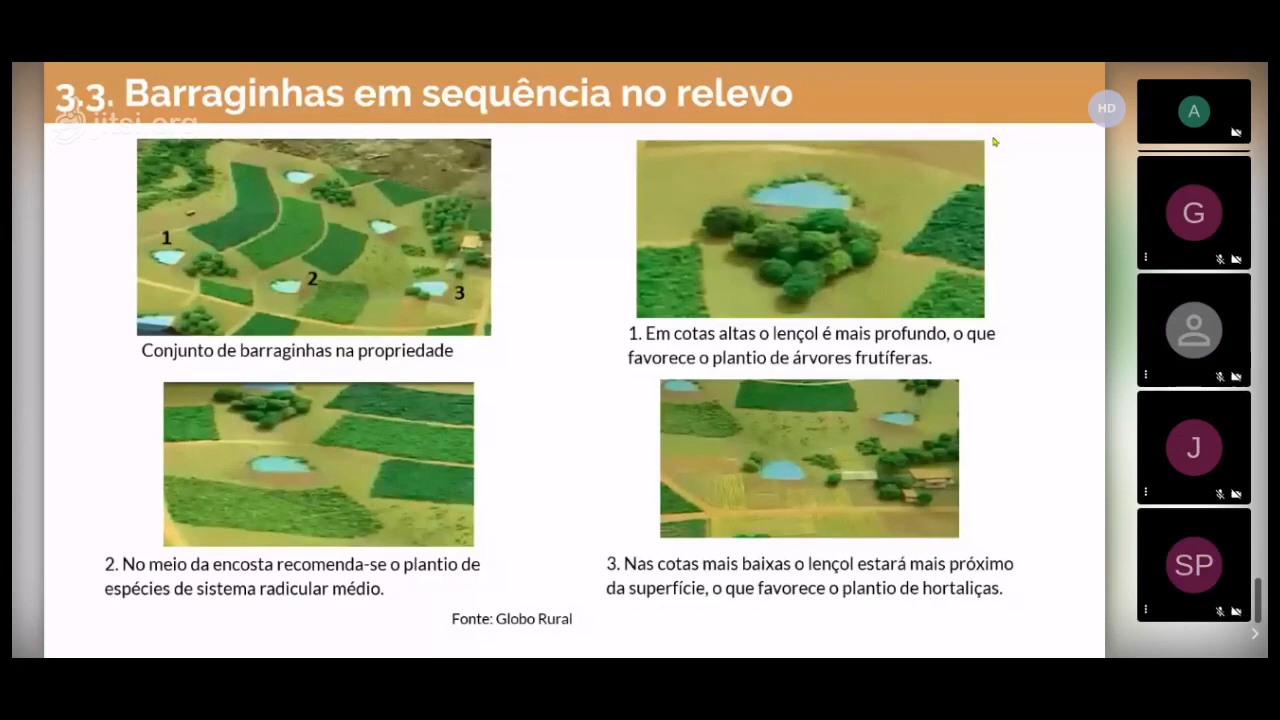 3.3. Barraginhas em sequência no relevo
jitsi.org
HD
A
1
2
3
G
Conjunto de barraginhas na propriedade
1. Em cotas altas o lençol é mais profundo, o que
favorece o plantio de árvores frutíferas.
J
2. No meio da encosta recomenda-se o plantio de
espécies de sistema radicular médio.
3. Nas cotas mais baixas o lençol estará mais próximo
da superfície, o que favorece o plantio de hortaliças.
SP
Fonte: Globo Rural